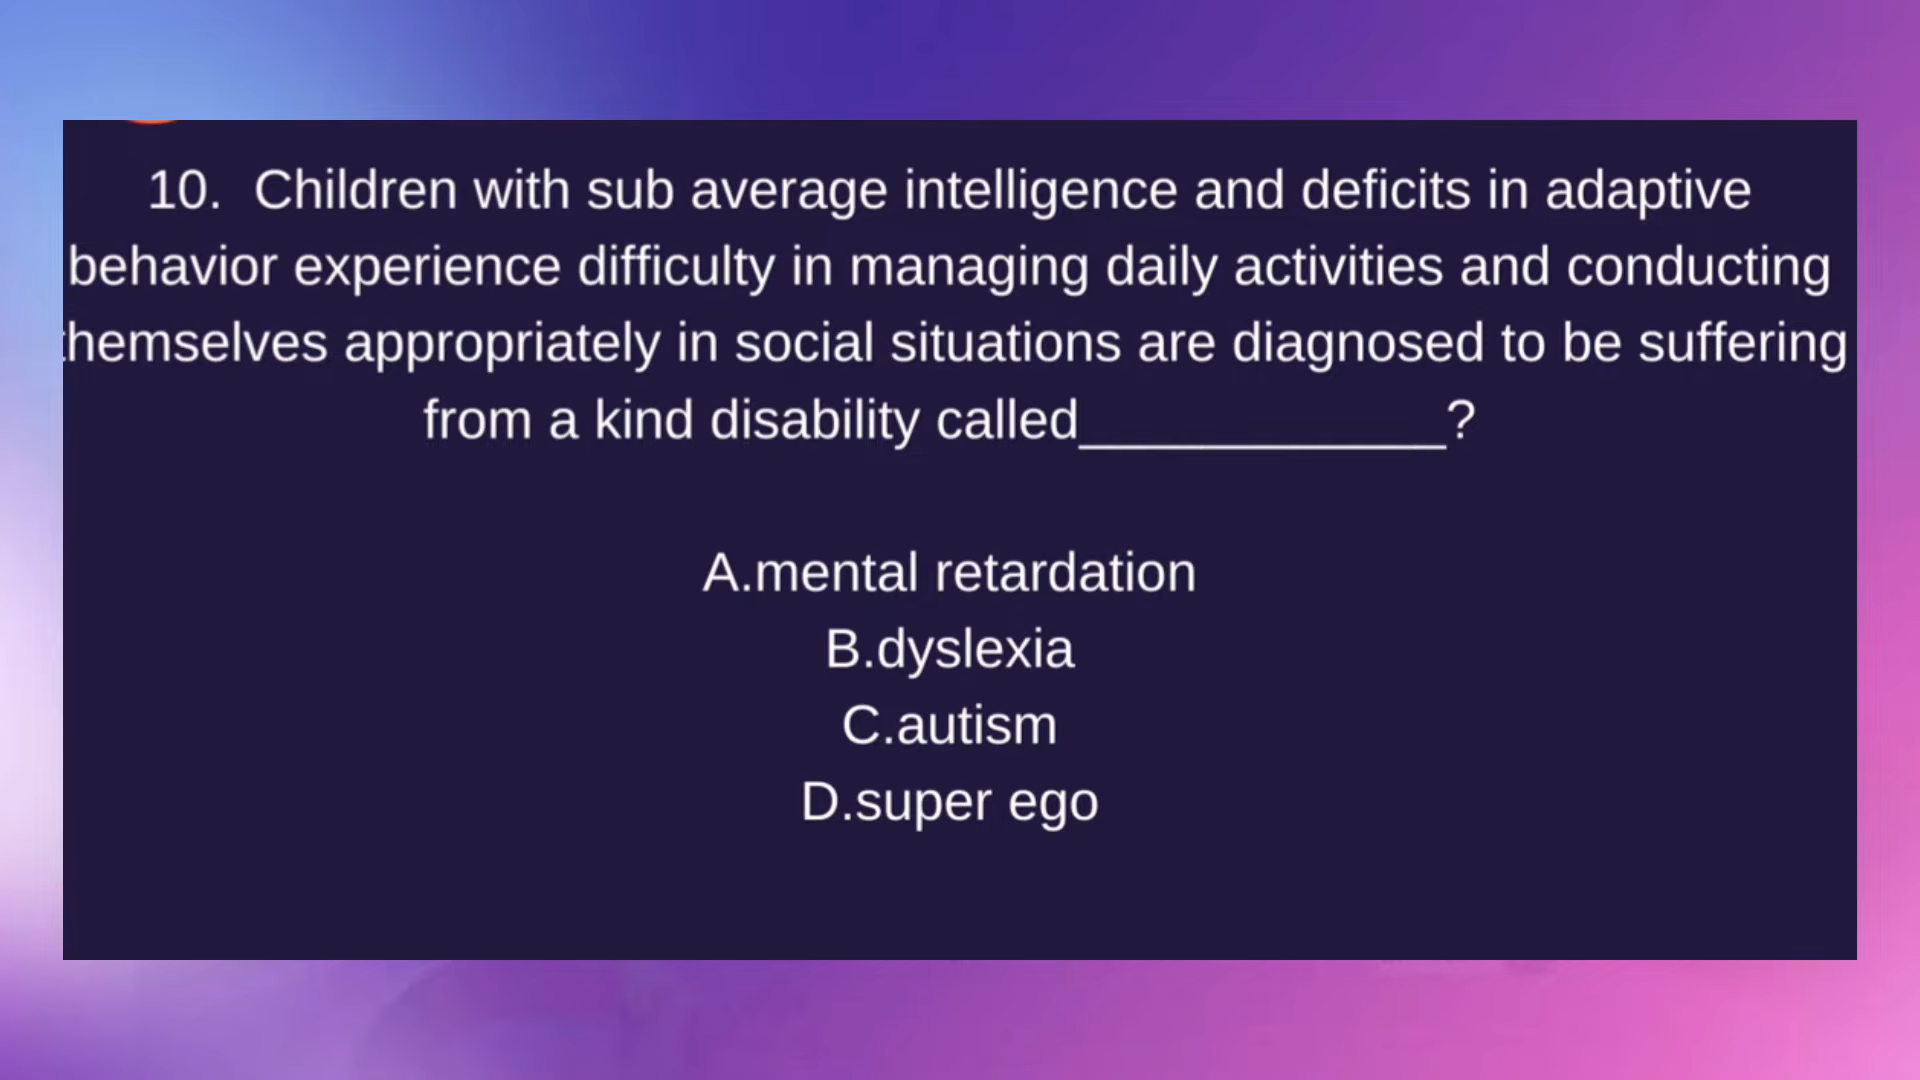 10. Children with sub average intelligence and deficits in adaptive
behavior experience difficulty in managing daily activities and conducting
themselves appropriately in social situations are diagnosed to be suffering
from a kind disability called____________?
A.mental retardation
B.dyslexia
C.autism
D.super ego